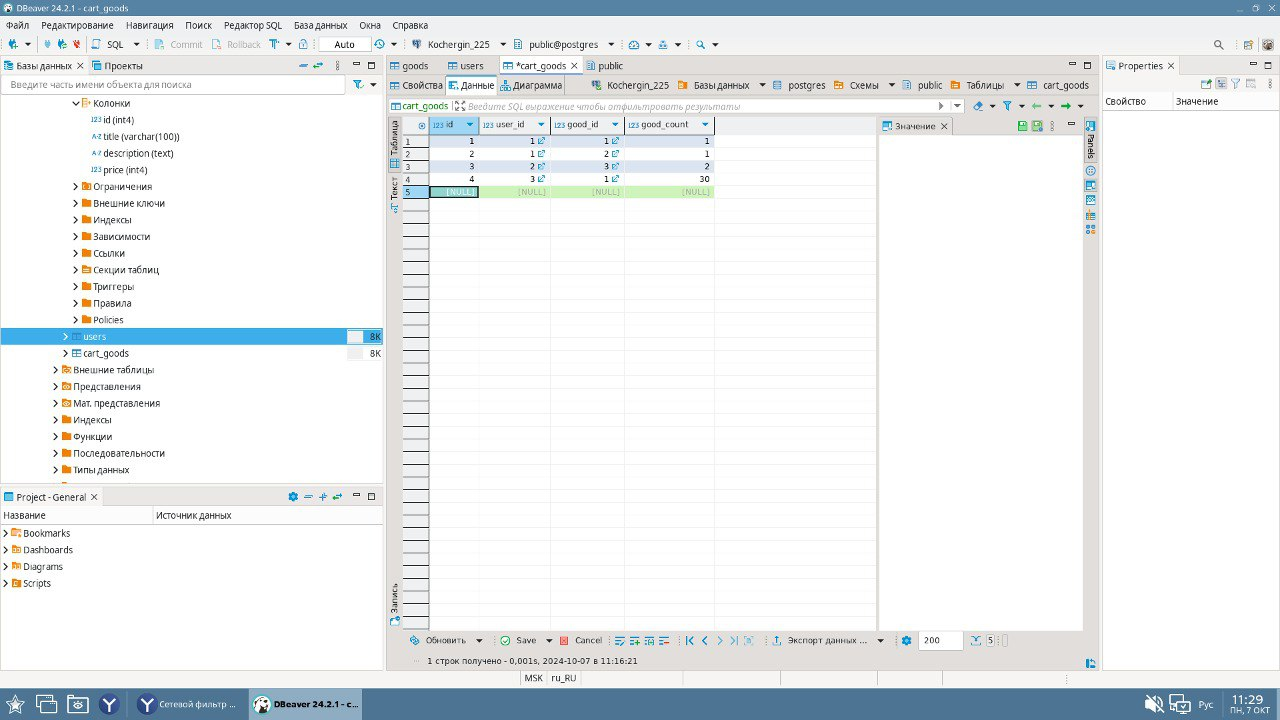 DBeaver 24.2.1 - cart_goods
Файл Редактирование Навигация Поиск Редактор SQL База данных Окна Справка
SQL Commit Rollback Auto Kochergin_225 public@postgres
Базы данных Проекты
Введите часть имени объекта для поиска
Колонки
id (int4)
title (varchar(100))
description (text)
price (int4)
Ограничения
Внешние ключи
Индексы
Зависимости
Ссылки
Секции таблиц
Триггеры
Правила
Policies
users 8K
cart_goods 8K
Внешние таблицы
Представления
Мат. представления
Индексы
Функции
Последовательности
Типы данных
Project - General
Название Источник данных
Bookmarks
Dashboards
Diagrams
Scripts
goods users *cart_goods public
Свойства Данные Диаграмма Kochergin_225 Базы данных postgres Схемы public Таблицы cart_good
cart_goods Введите SQL выражение чтобы отфильтровать результаты
Таблица
Текст
Запись
123 id 123 user_id 123 good_id 123 good_count
1 1 1 1 1
2 2 1 2 1
3 3 2 3 2
4 4 3 1 30
5 [NULL] [NULL] [NULL] [NULL]
Значение
Panels
Обновить Save Cancel Экспорт данных ... 200 5
1 строк получено - 0,001s, 2024-10-07 в 11:16:21
MSK ru_RU
Properties
Свойство Значение
Сетевой фильтр ... DBeaver 24.2.1 - c... Рус 11:29
ПН, 7 ОКТ